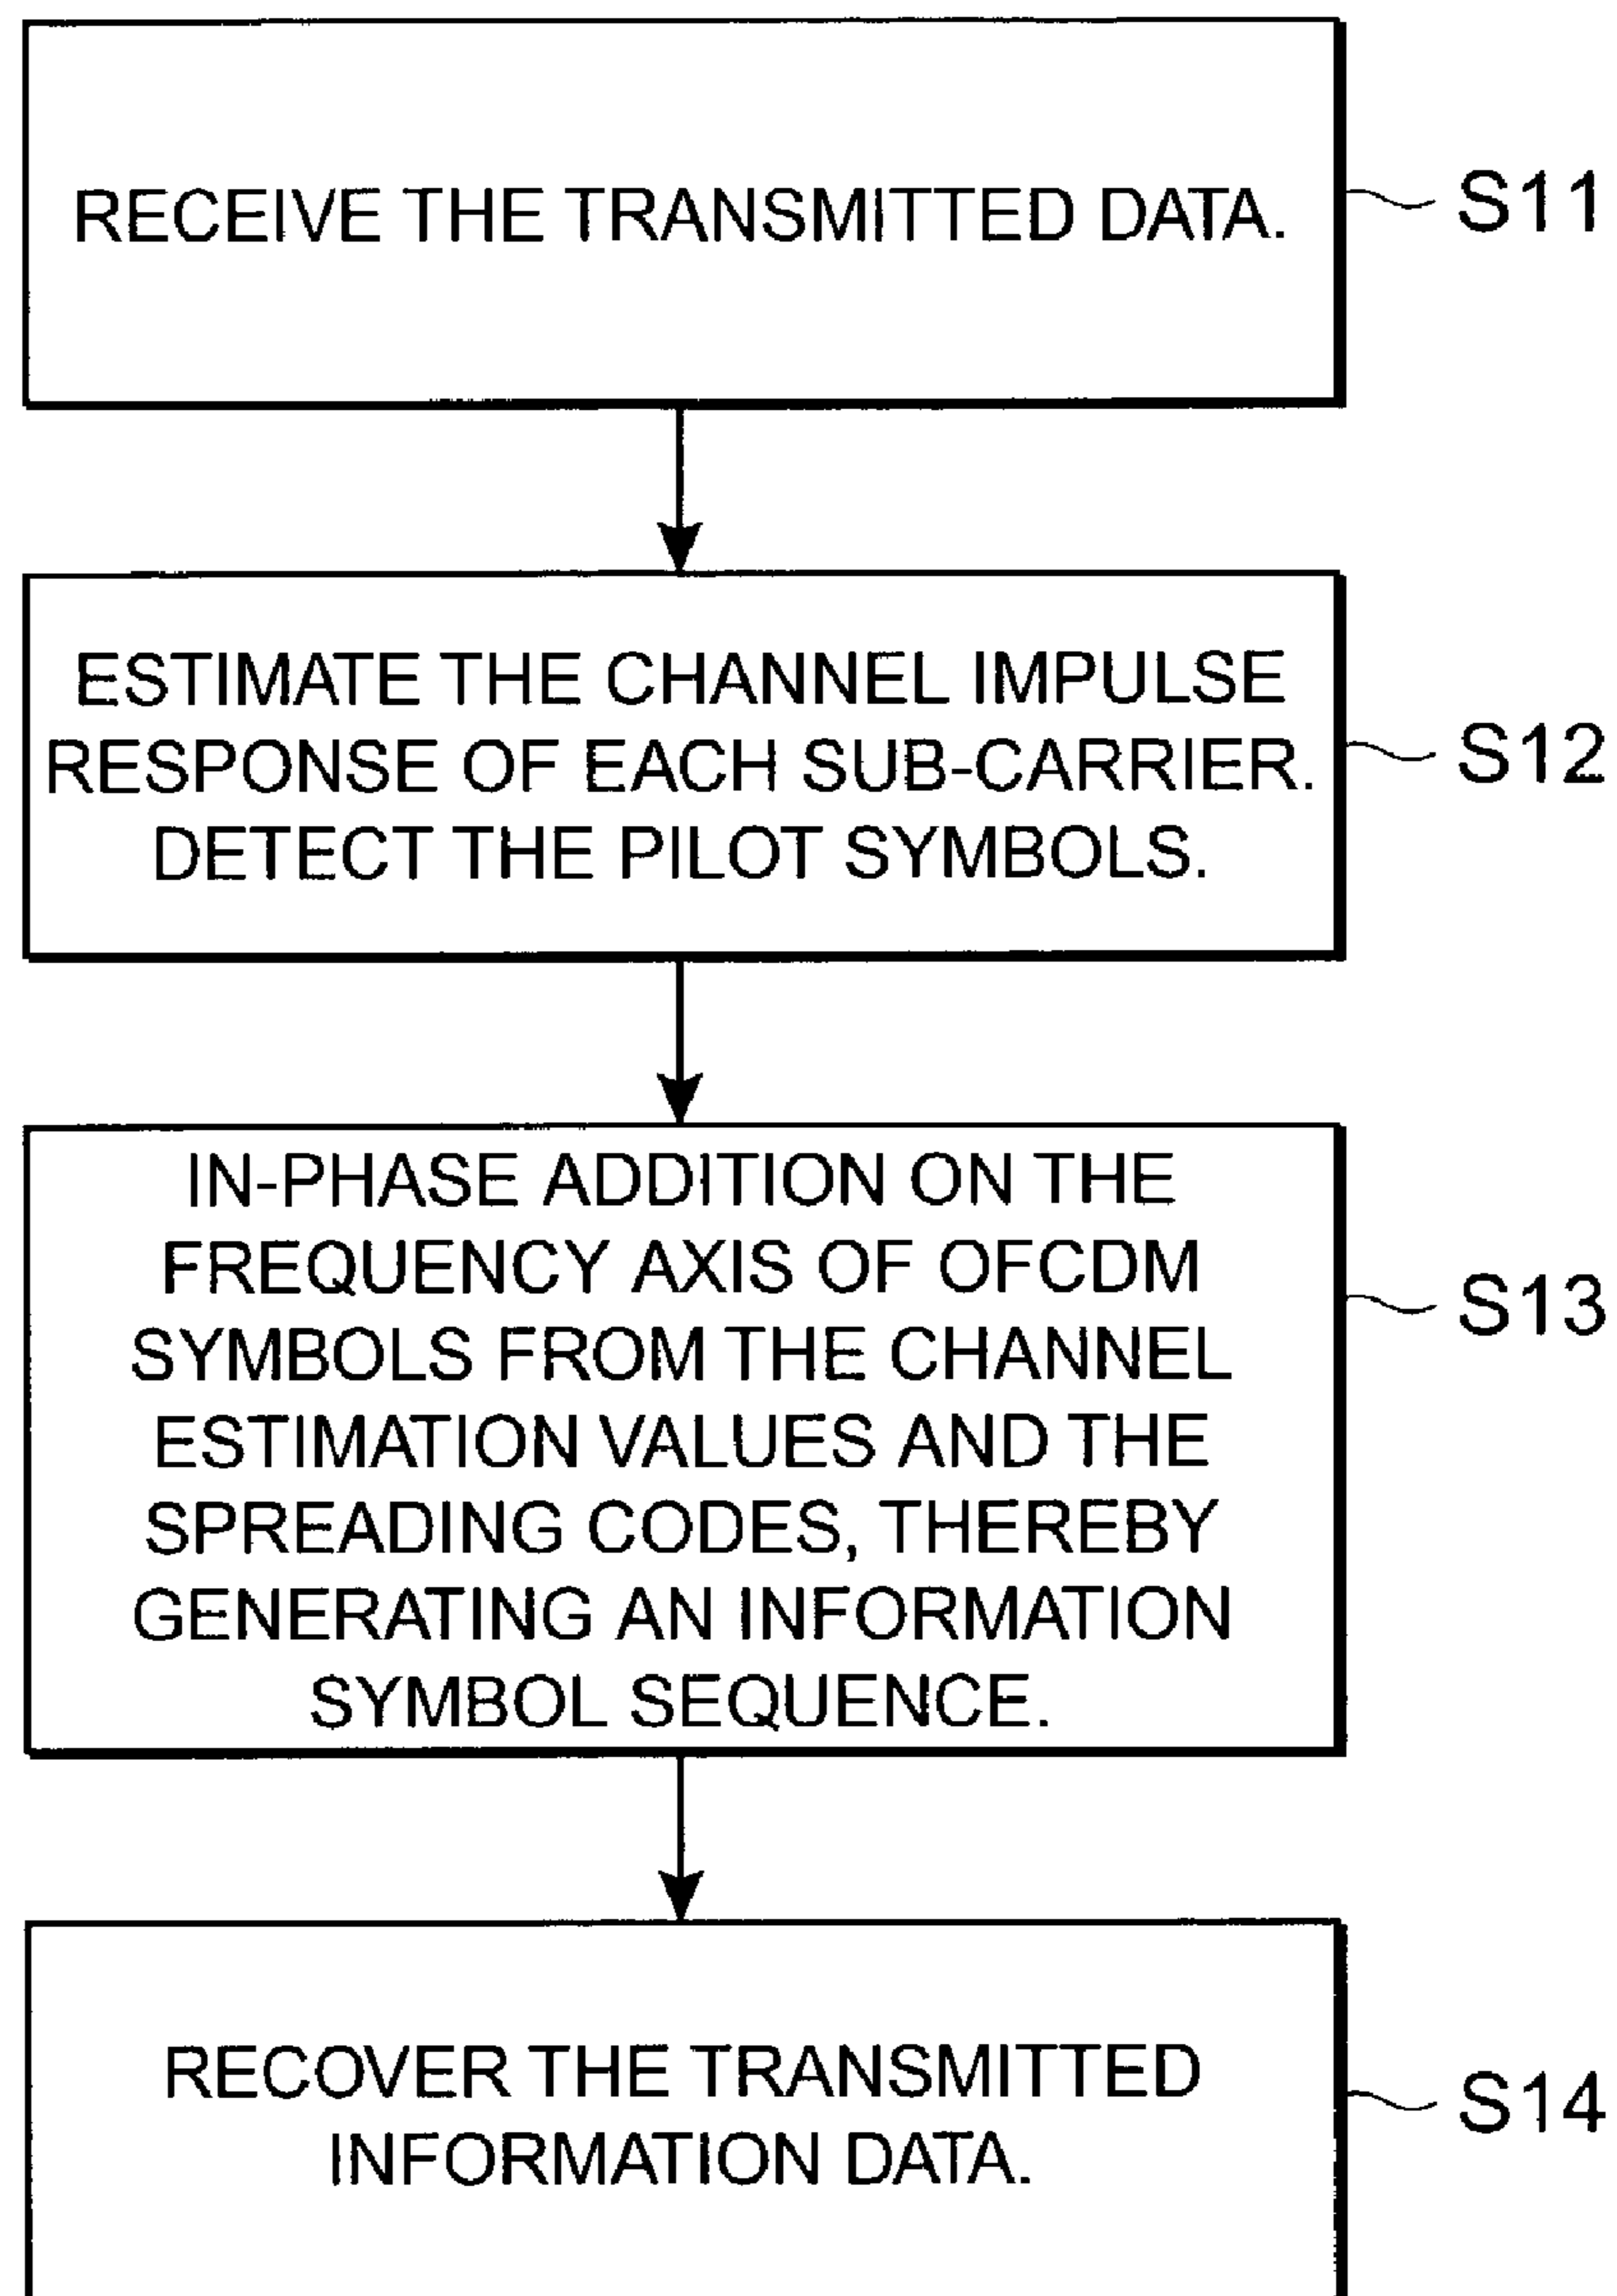 RECEIVE THE TRANSMITTED DATA.
S11
ESTIMATE THE CHANNEL IMPULSE
RESPONSE OF EACH SUB-CARRIER.
DETECT THE PILOT SYMBOLS.
S12
IN-PHASE ADDITION ON THE
FREQUENCY AXIS OF OFCDM
SYMBOLS FROM THE CHANNEL
ESTIMATION VALUES AND THE
SPREADING CODES, THEREBY
GENERATING AN INFORMATION
SYMBOL SEQUENCE.
S13
RECOVER THE TRANSMITTED
INFORMATION DATA.
S14